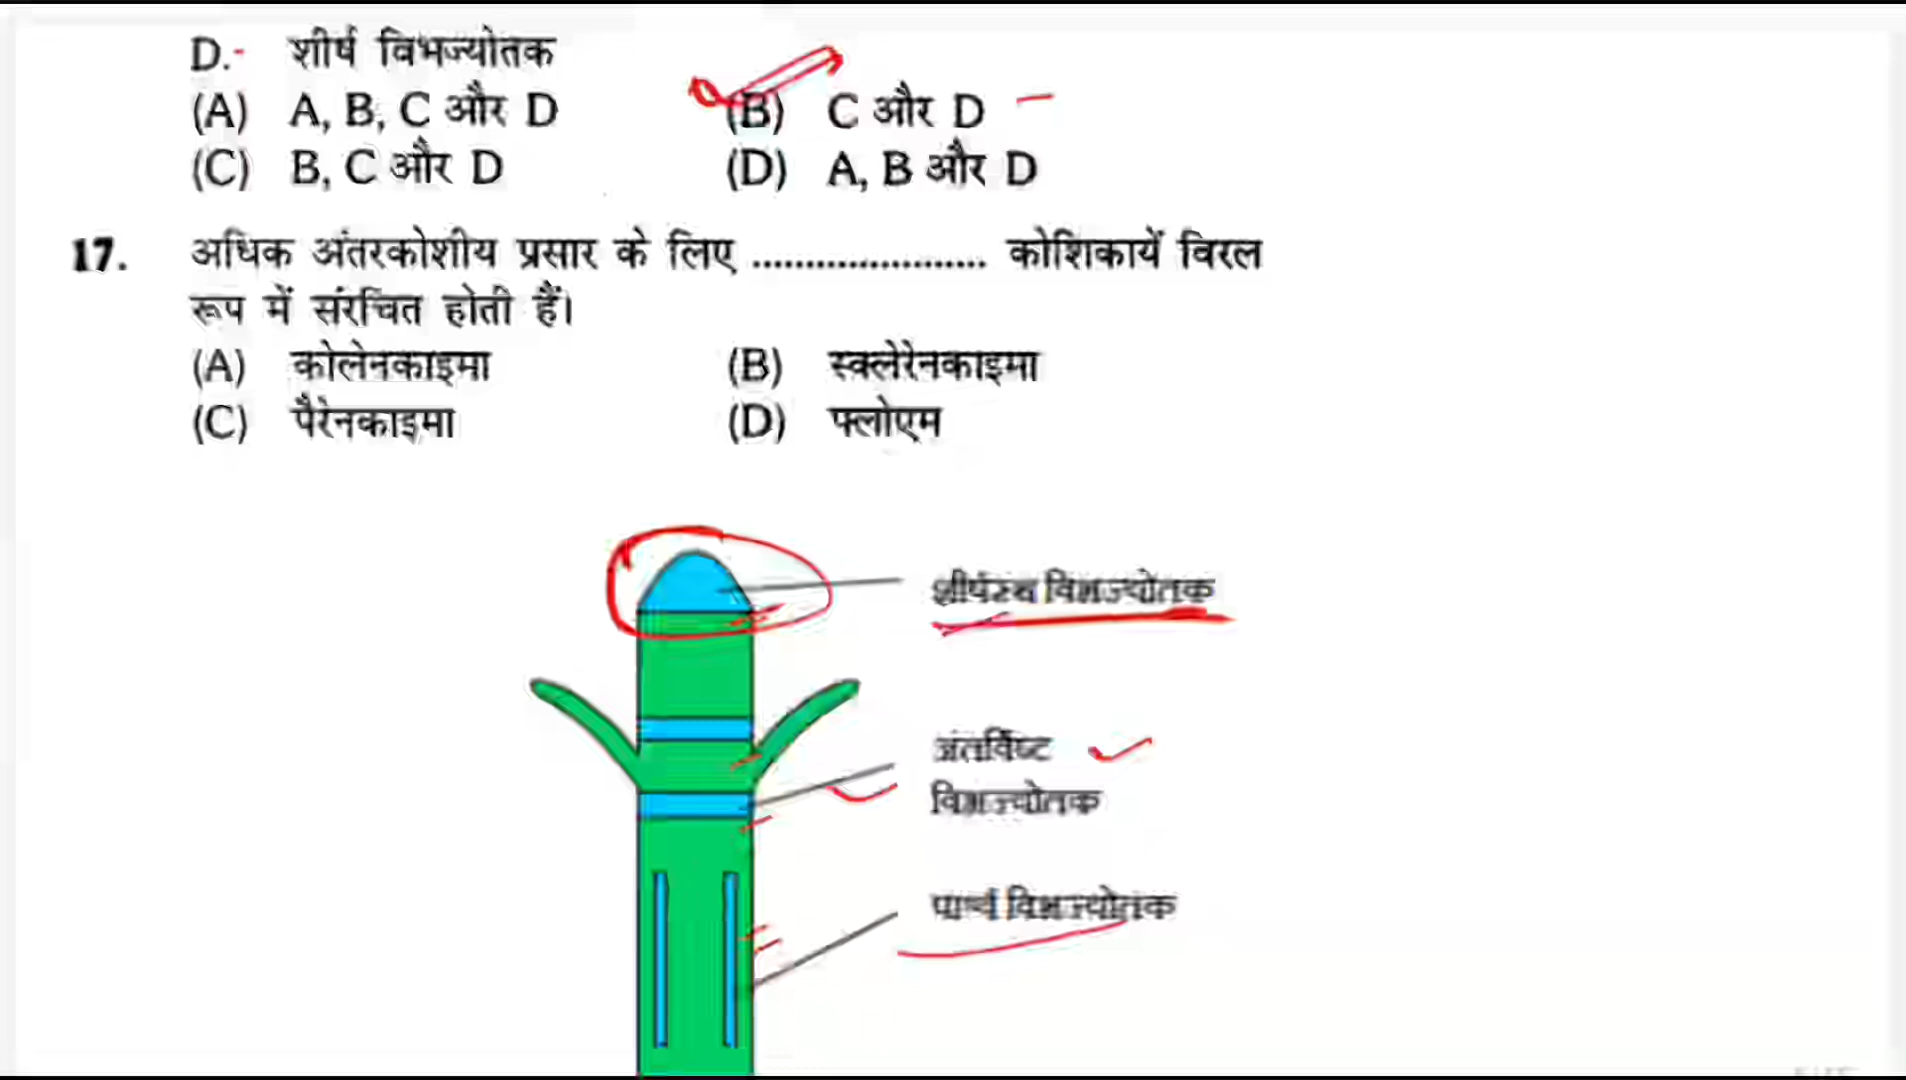 D. शीर्ष विभज्योतक
(A) A, B, C और D (B) C और D
(C) B, C और D (D) A, B और D
17. अधिक अंतरकोशीय प्रसार के लिए ...................... कोशिकायें विरल
रूप में संरचित होती हैं।
(A) कोलेनकाइमा (B) स्क्लेरेनकाइमा
(C) पैरेनकाइमा (D) फ्लोएम
शीर्षस्थ विभज्योतक
अंतर्विष्ट
विभज्योतक
पार्श्व विभज्योतक